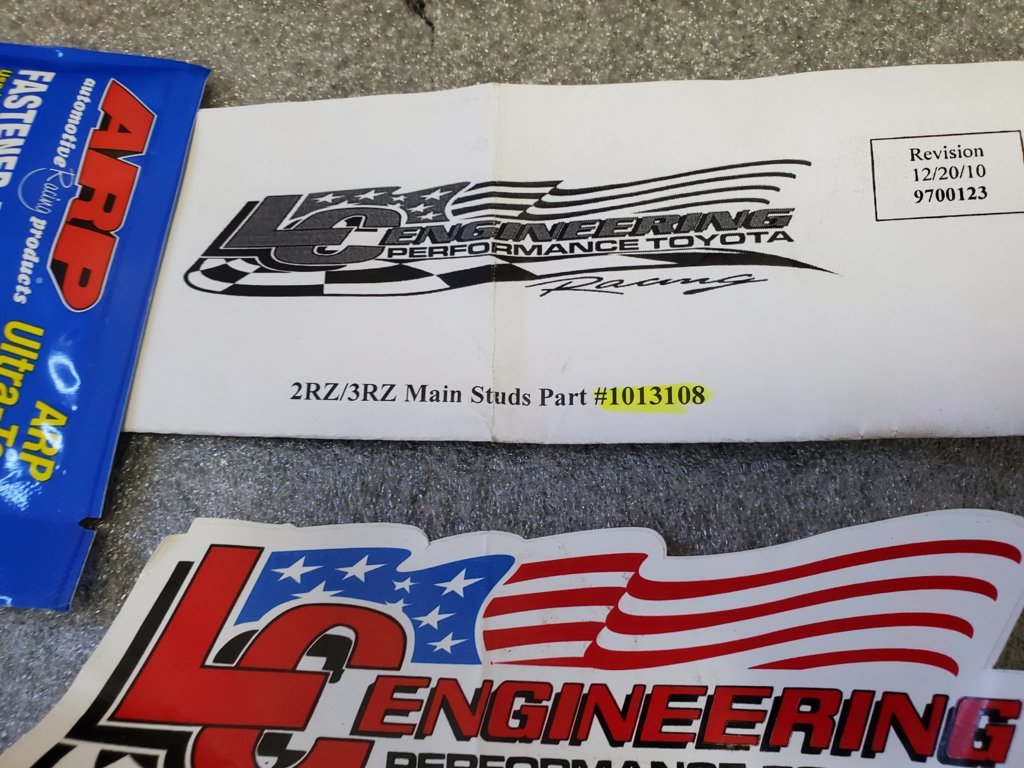 ARP
automotive Racing products
FASTENER
ARP
LC ENGINEERING
PERFORMANCE TOYOTA
Racing
Revision
12/20/10
9700123
2RZ/3RZ Main Studs Part #1013108
LC ENGINEERING